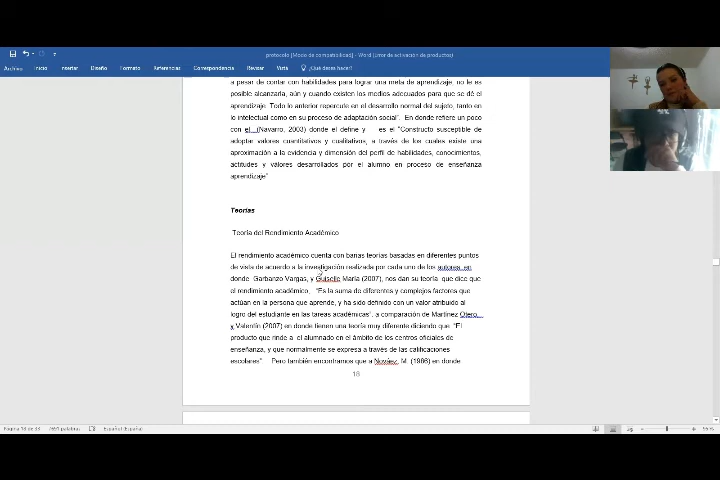 protocolo [Modo de compatibilidad] - Word (Error de activación de productos)
Archivo Inicio Insertar Diseño Formato Referencias Correspondencia Revisar Vista ¿Qué desea hacer?
a pesar de contar con habilidades para lograr una meta de aprendizaje, no le es
posible alcanzarla, aún y cuando existen los medios adecuados para que se dé el
aprendizaje. Todo lo anterior repercute en el desarrollo normal del sujeto, tanto en
lo intelectual como en su proceso de adaptación social”. En donde refiere un poco
con el (Navarro, 2003) donde el define y es el "Constructo susceptible de
adoptar valores cuantitativos y cualitativos, a través de los cuales existe una
aproximación a la evidencia y dimensión del perfil de habilidades, conocimientos,
actitudes y valores desarrollados por el alumno en proceso de enseñanza
aprendizaje"
Teorías
Teoría del Rendimiento Académico
El rendimiento académico cuenta con barias teorías basadas en diferentes puntos
de vista de acuerdo a la investigación realizada por cada uno de los autores en
donde Garbanzo Vargas, y Guiselle María (2007), nos dan su teoría que dice que
el rendimiento académico, “Es la suma de diferentes y complejos factores que
actúan en la persona que aprende, y ha sido definido con un valor atribuido al
logro del estudiante en las tareas académicas”, a comparación de Martínez Otero,
y Valentín (2007) en donde tienen una teoría muy diferente diciendo que “El
producto que rinde a el alumnado en el ámbito de los centros oficiales de
enseñanza, y que normalmente se expresa a través de las calificaciones
escolares”. Pero también encontramos que a Nováez, M. (1986) en donde
18
Página 18 de 33 7691 palabras Español (España) 96%